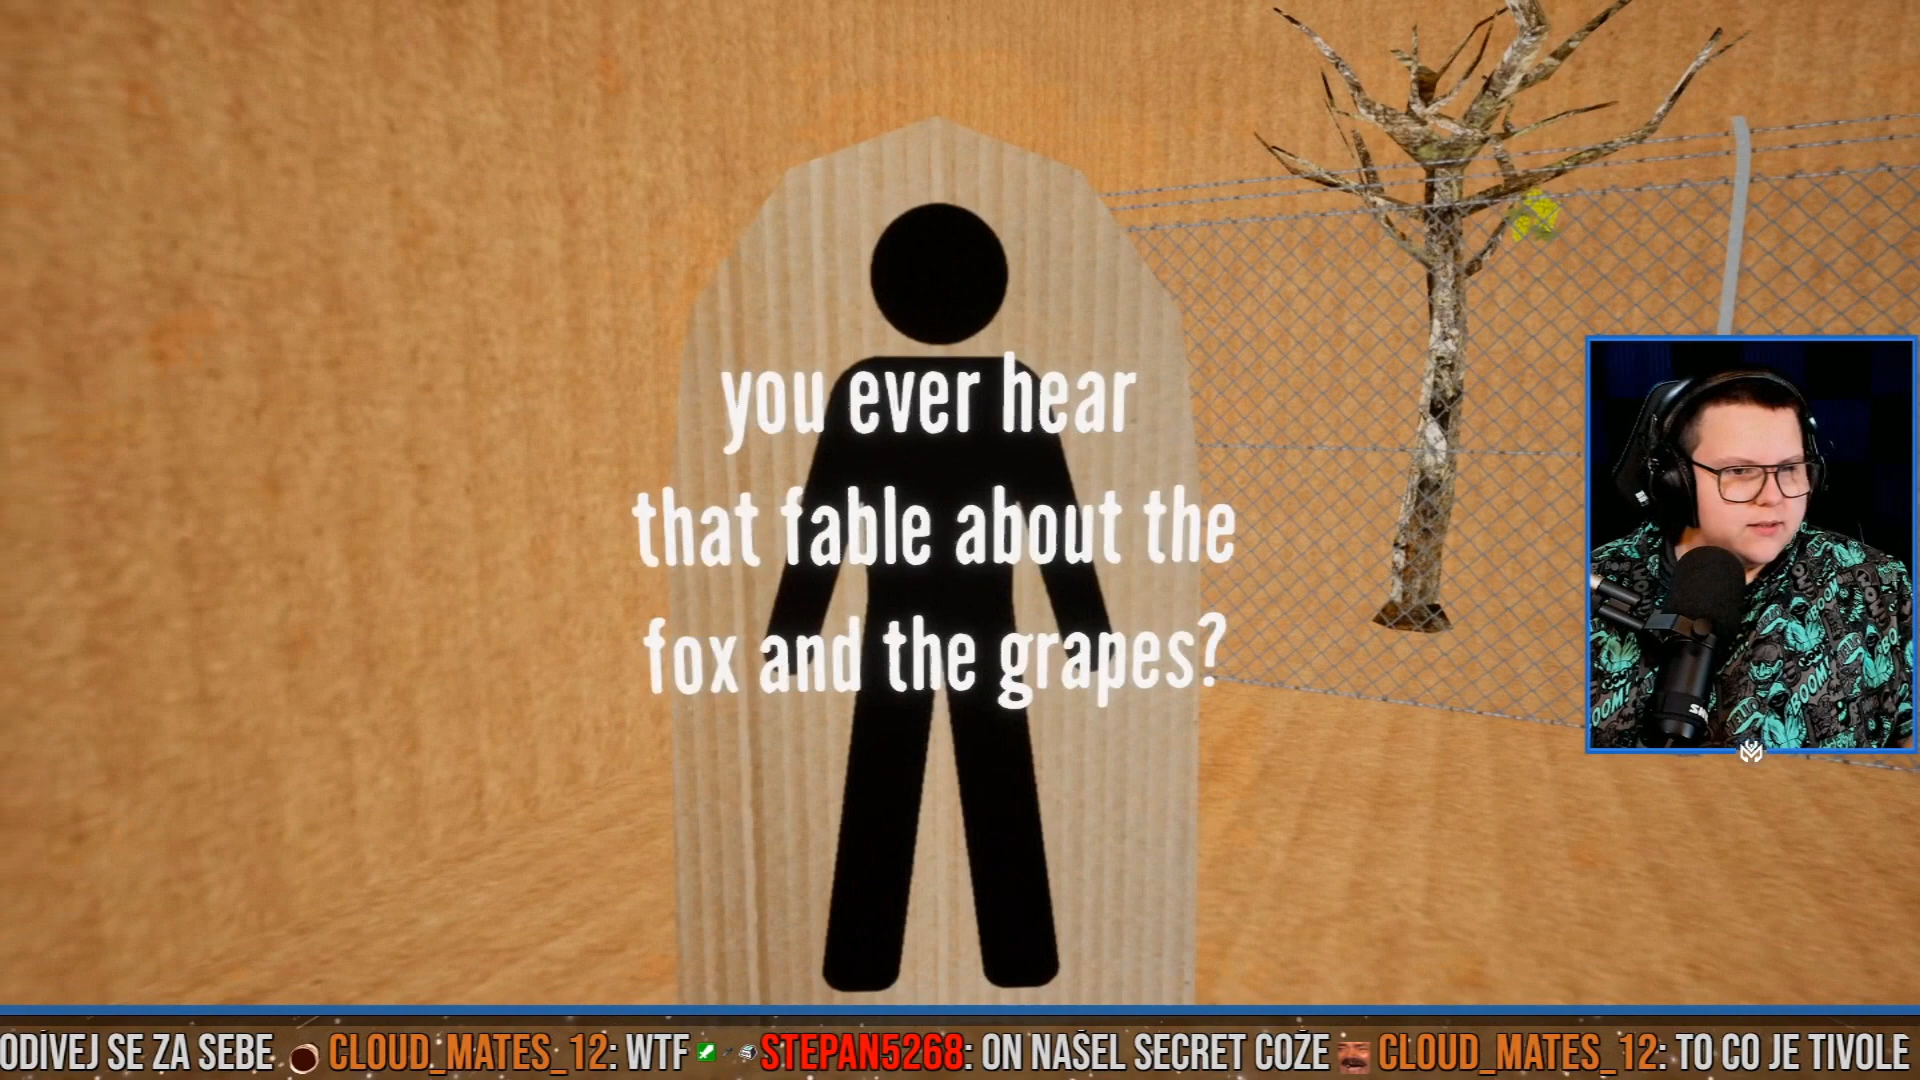 you ever hear
that fable about the
fox and the grapes?
ODÍVEJ SE ZA SEBE CLOUD_MATES_12: WTF STEPAN5268: ON NAŠEL SECRET COŽE CLOUD_MATES_12: TO CO JE TIVOLE